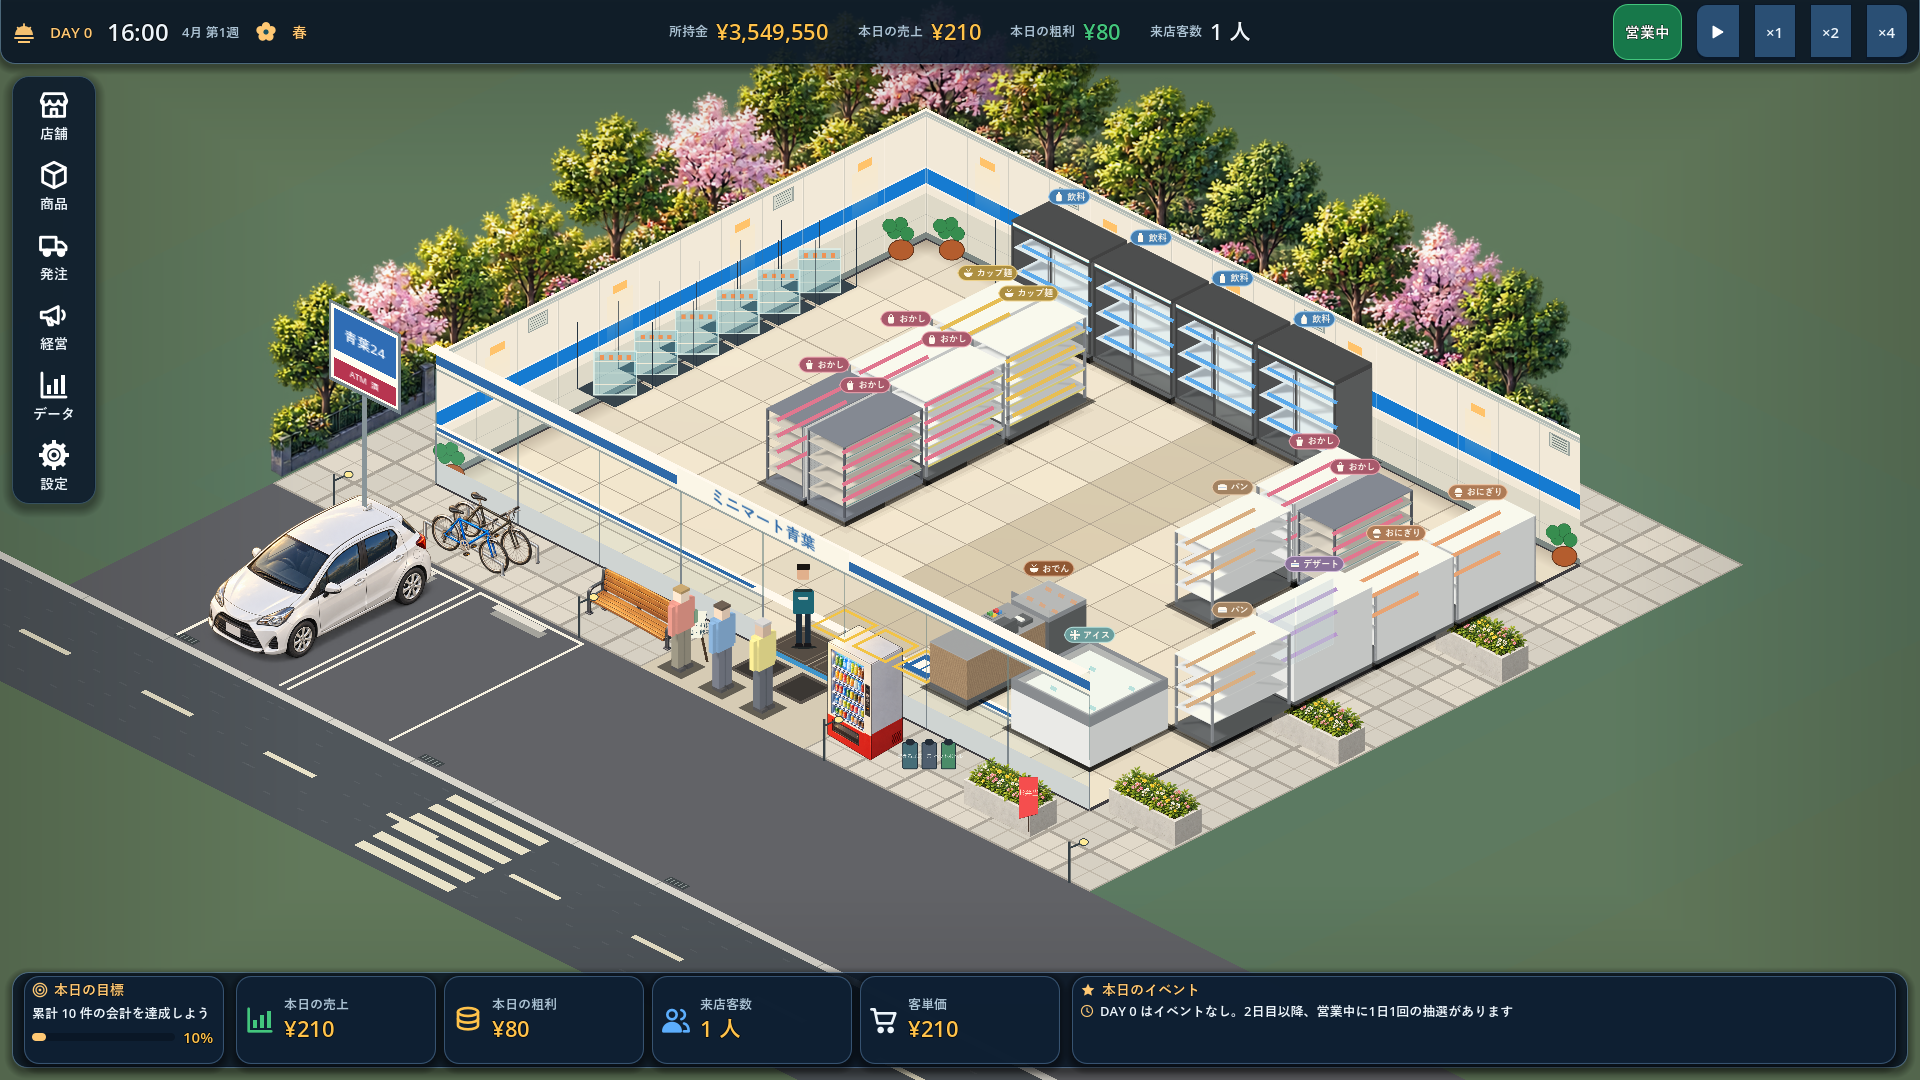 DAY 0 16:00 4月 第1週 春
所持金 ¥3,549,550 本日の売上 ¥210 本日の粗利 ¥80 来店客数 1 人
営業中 ×1 ×2 ×4
店舗
商品
発注
経営
データ
設定
飲料
飲料
飲料
飲料
カップ麺
カップ麺
おかし
おかし
おかし
おかし
青葉24
ATM 酒
おかし
おかし
パン
おにぎり
おにぎり
デザート
ミニマート青葉
おでん
パン
アイス
本日の目標
累計 10 件の会計を達成しよう
10%
本日の売上
¥210
本日の粗利
¥80
来店客数
1 人
客単価
¥210
本日のイベント
DAY 0 はイベントなし。2日目以降、営業中に1日1回の抽選があります